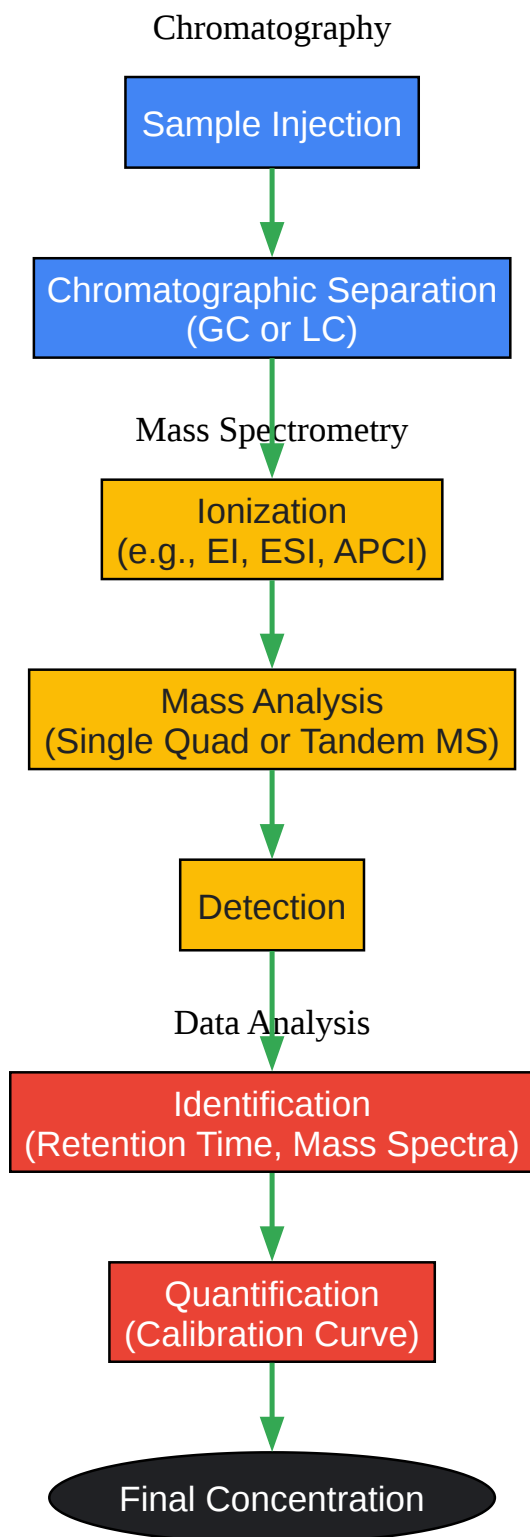 Chromatography
Sample Injection
Chromatographic Separation
(GC or LC)
Mass Spectrometry
Ionization
(e.g., EI, ESI, APCI)
Mass Analysis
(Single Quad or Tandem MS)
Detection
Data Analysis
Identification
(Retention Time, Mass Spectra)
Quantification
(Calibration Curve)
Final Concentration